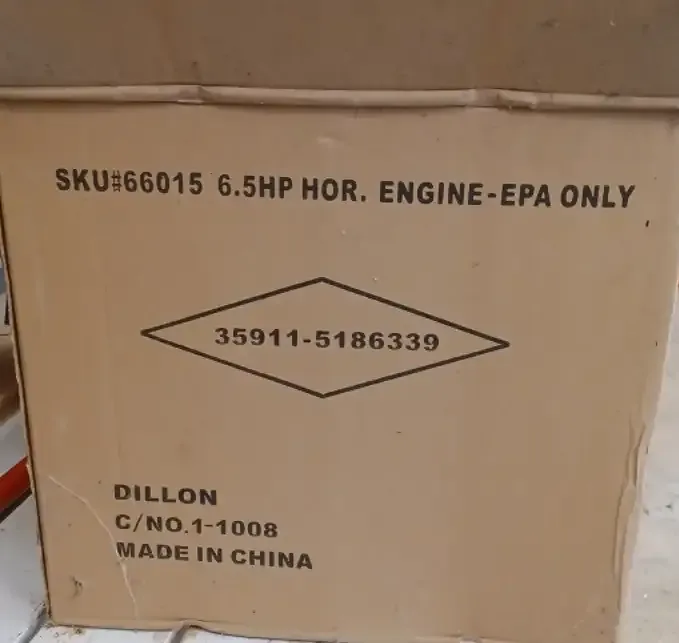 SKU#66015 6.5HP HOR. ENGINE-EPA ONLY
35911-5186339
DILLON
C/NO.1-1008
MADE IN CHINA